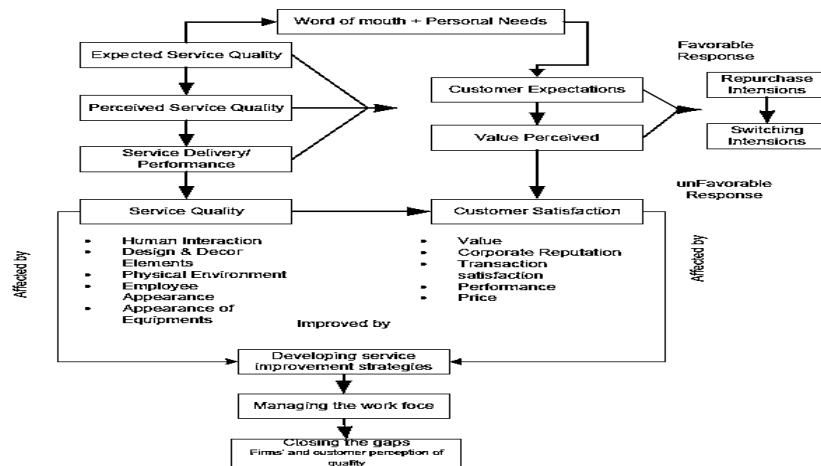 Word of mouth + Personal Needs
Expected Service Quality
Perceived Service Quality
Service Delivery/
Performance
Service Quality
Customer Expectations
Value Perceived
Customer Satisfaction
Favorable
Response
Repurchase
Intensions
Switching
Intensions
unFavorable
Response
Affected by
• Human Interaction
• Design & Decor
Elements
• Physical Environment
• Employee
Appearance
• Appearance of
Equipments
• Value
• Corporate Reputation
• Transaction
satisfaction
• Performance
• Price
Affected by
Improved by
Developing service
improvement strategies
Managing the work foce
Closing the gaps
Firms' and customer perception of
quality